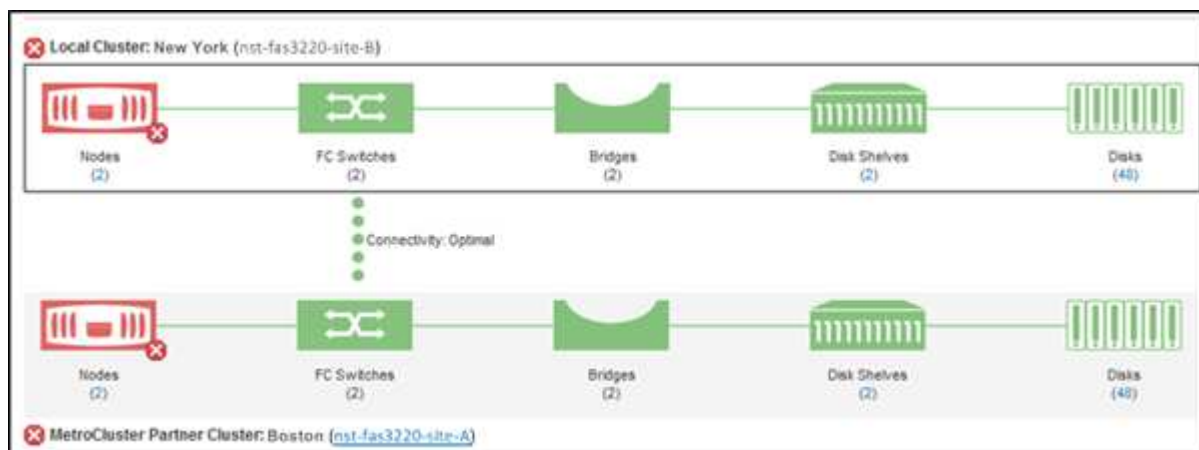 Local Cluster: New York (nst-fas3220-site-B)
Nodes
(2)
FC Switches
(2)
Bridges
(2)
Disk Shelves
(2)
Disks
(48)
Connectivity: Optimal
Nodes
(2)
FC Switches
(2)
Bridges
(2)
Disk Shelves
(2)
Disks
(48)
MetroCluster Partner Cluster: Boston (nst-fas3220-site-A)